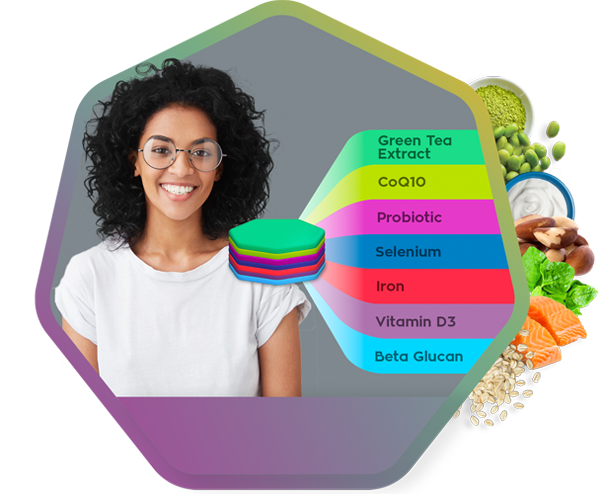 Green Tea
Extract
CoQ10
Probiotic
Selenium
Iron
Vitamin D3
Beta Glucan